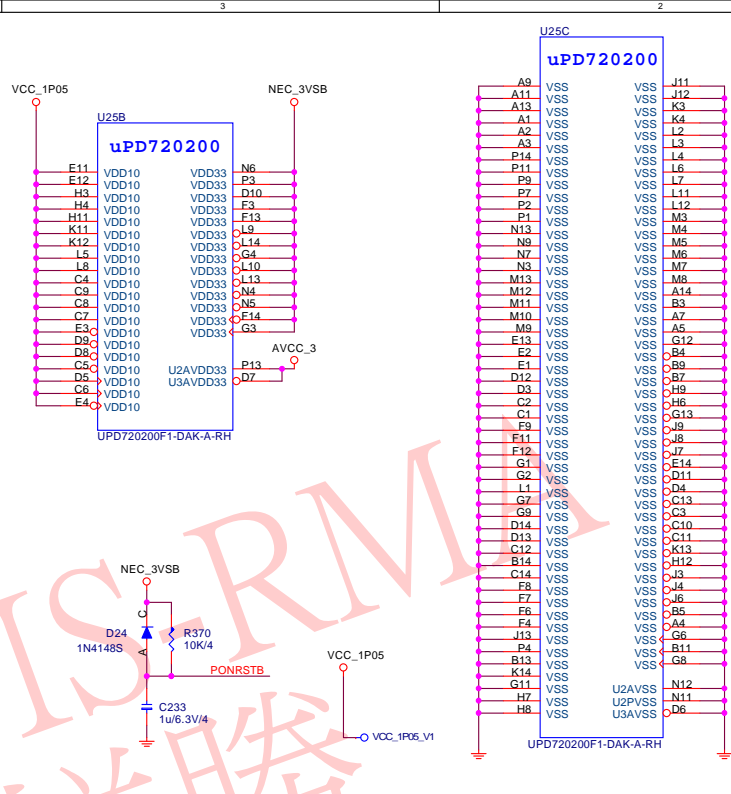 3
2
VCC_1P05
NEC_3VSB
U25B
uPD720200
E11 VDD10 VDD33 N6
E12 VDD10 VDD33 P3
H3 VDD10 VDD33 D10
H4 VDD10 VDD33 F3
H11 VDD10 VDD33 F13
K11 VDD10 VDD33 L9
K12 VDD10 VDD33 L14
L5 VDD10 VDD33 G4
L8 VDD10 VDD33 L10
C4 VDD10 VDD33 L13
C9 VDD10 VDD33 N4
C8 VDD10 VDD33 N5
C7 VDD10 VDD33 F14
E3 VDD10 VDD33 G3
D9 VDD10
D8 VDD10
AVCC_3
C5 VDD10 U2AVDD33 P13
D5 VDD10 U3AVDD33 D7
C6 VDD10
E4 VDD10
UPD720200F1-DAK-A-RH
U25C
uPD720200
A9 VSS VSS J11
A11 VSS VSS J12
A13 VSS VSS K3
A1 VSS VSS K4
A2 VSS VSS L2
A3 VSS VSS L3
P14 VSS VSS L4
P11 VSS VSS L6
P9 VSS VSS L7
P7 VSS VSS L11
P2 VSS VSS L12
P1 VSS VSS M3
N13 VSS VSS M4
N9 VSS VSS M5
N7 VSS VSS M6
N3 VSS VSS M7
M13 VSS VSS M8
M12 VSS VSS A14
M11 VSS VSS B3
M10 VSS VSS A7
M9 VSS VSS A5
E13 VSS VSS G12
E2 VSS VSS B4
E1 VSS VSS B9
D12 VSS VSS B7
D3 VSS VSS H9
C2 VSS VSS H6
C1 VSS VSS G13
F9 VSS VSS J9
F11 VSS VSS J8
F12 VSS VSS J7
G1 VSS VSS E14
G2 VSS VSS D11
L1 VSS VSS D4
G7 VSS VSS C13
G9 VSS VSS C3
D14 VSS VSS C10
D13 VSS VSS C11
C12 VSS VSS K13
B14 VSS VSS H12
C14 VSS VSS J3
F8 VSS VSS J4
F7 VSS VSS J6
F6 VSS VSS B5
F4 VSS VSS A4
J13 VSS VSS G6
P4 VSS VSS B11
B13 VSS VSS G8
K14 VSS
G11 VSS U2AVSS N12
H7 VSS U2PVSS N11
H8 VSS U3AVSS D6
UPD720200F1-DAK-A-RH
NEC_3VSB
C
D24
1N4148S
A
R370
10K/4
PONRSTB
C233
1u/6.3V/4
VCC_1P05
VCC_1P05_V1
IS-RMA